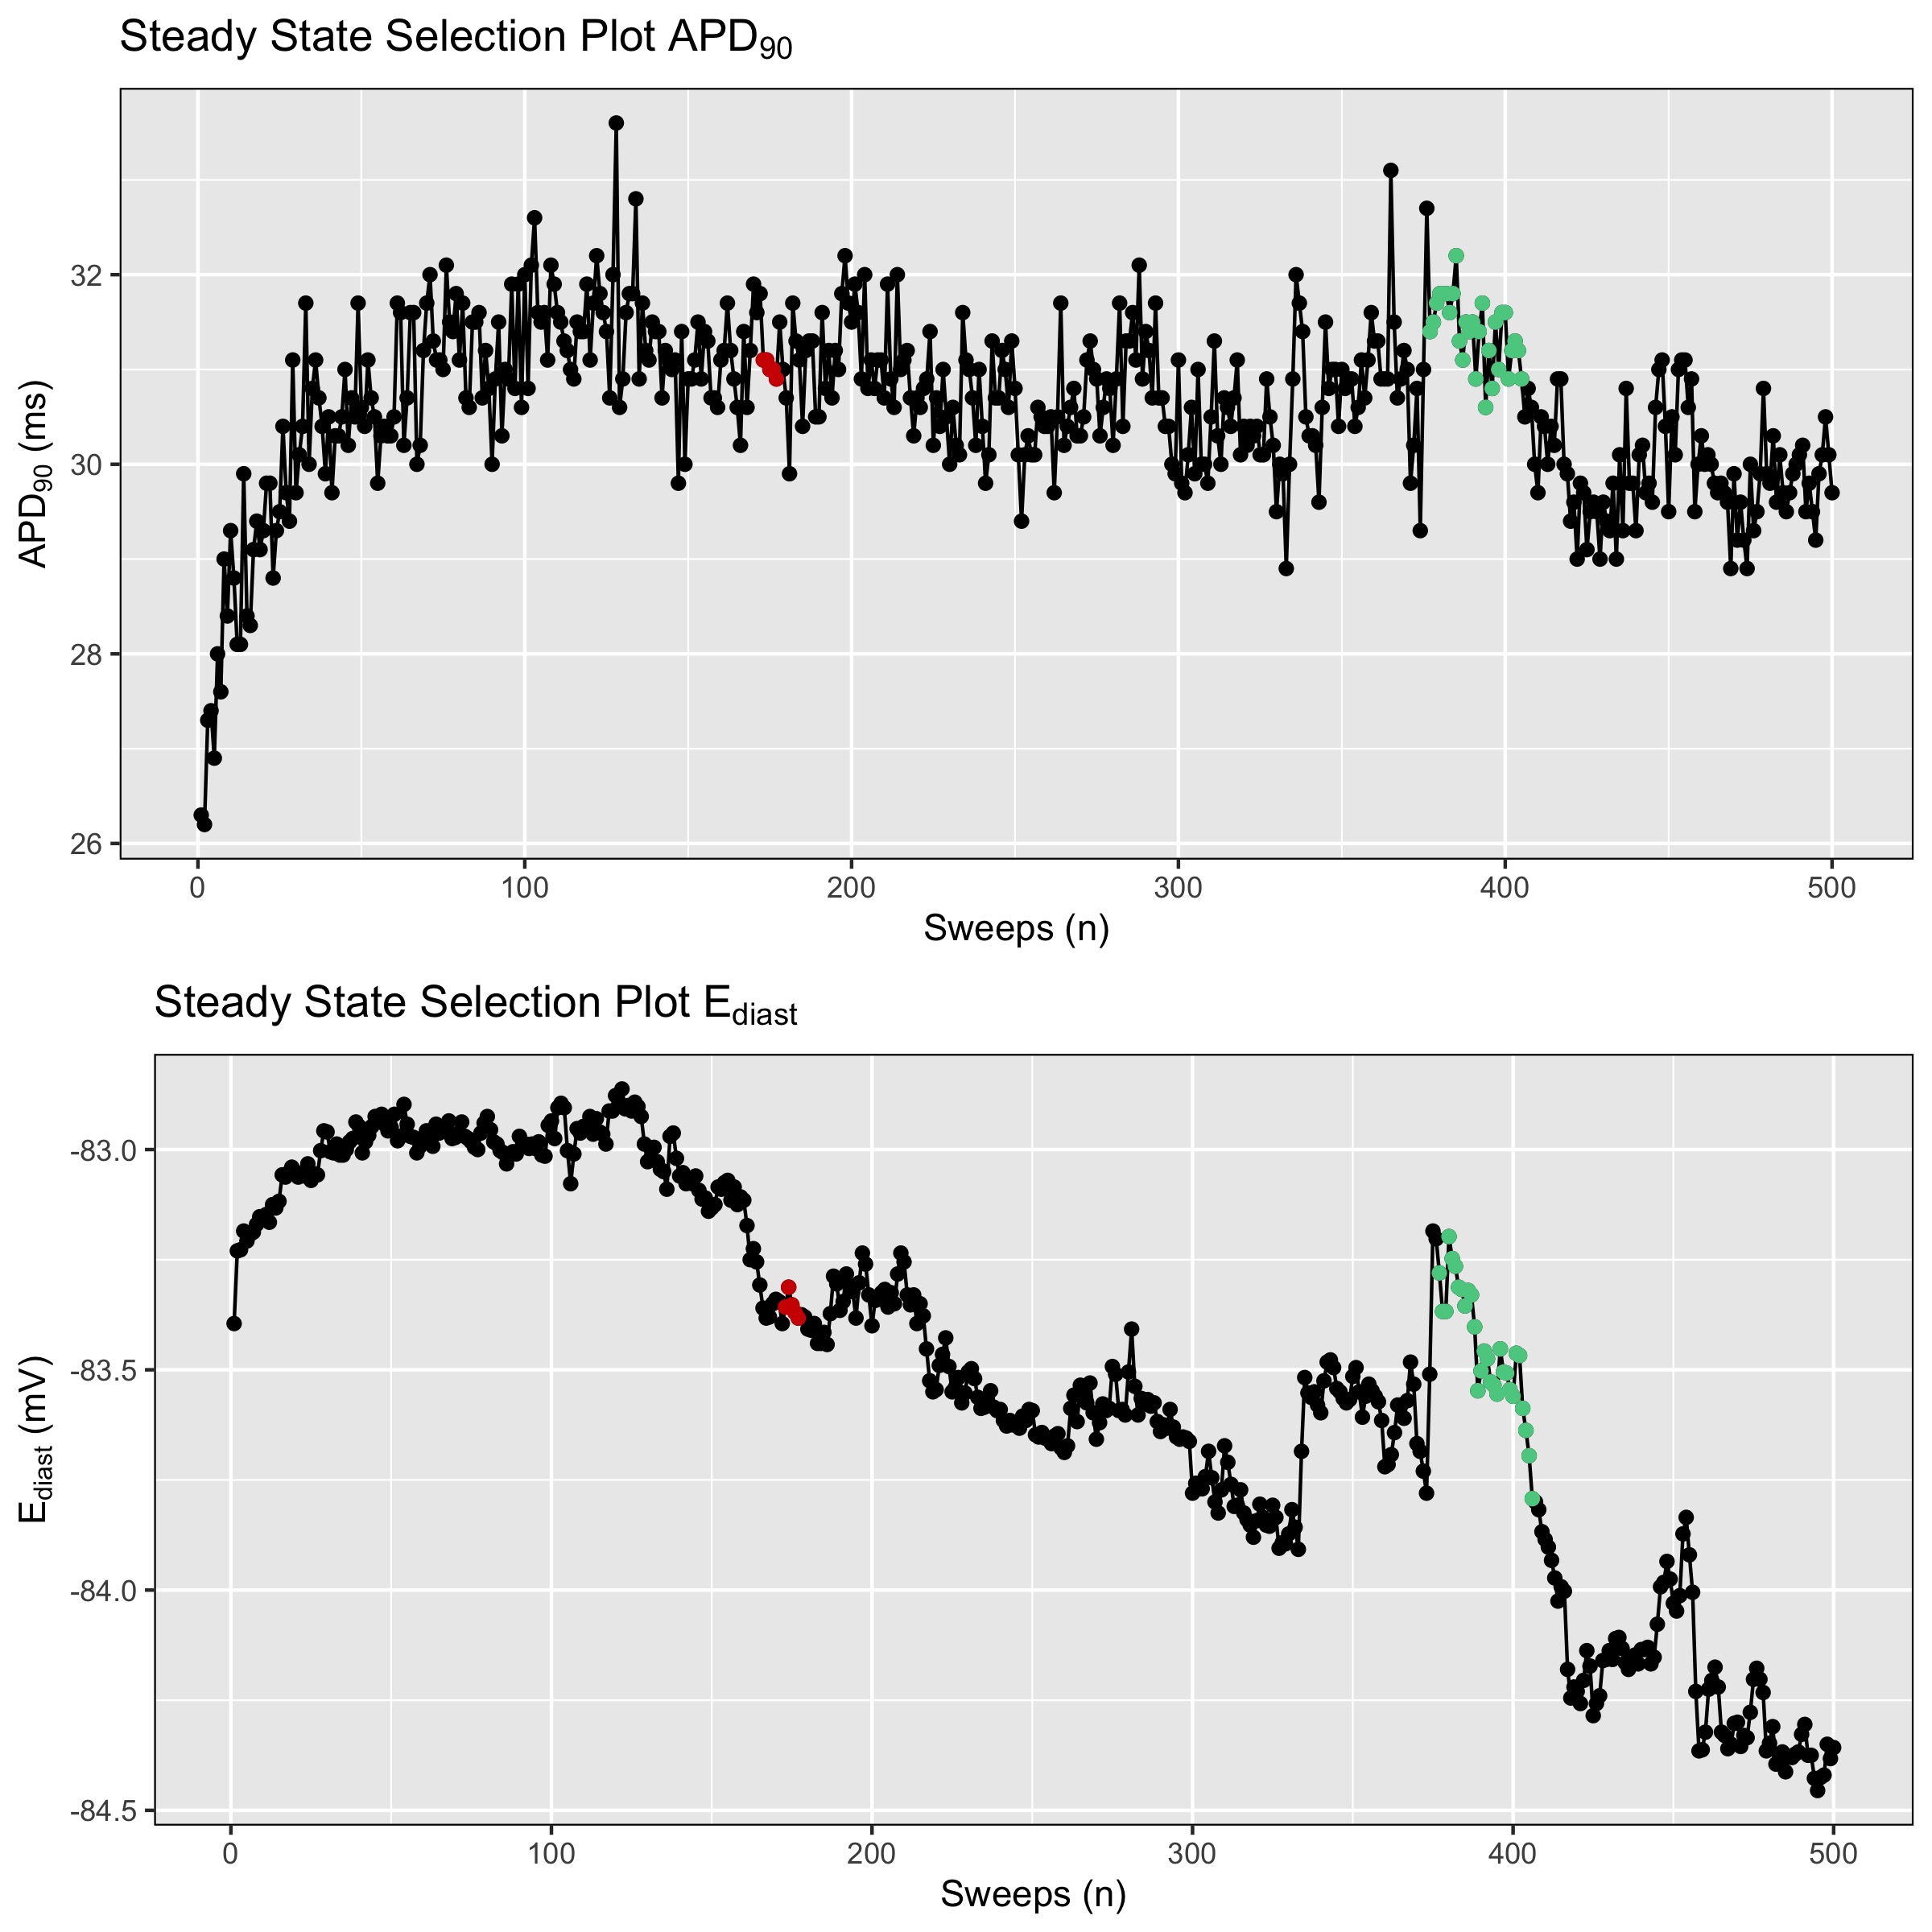 Steady State Selection Plot APD90
32
30
28
26
APD90 (ms)
0 100 200 300 400 500
Sweeps (n)
Steady State Selection Plot Ediast
-83.0
-83.5
-84.0
-84.5
Ediast (mV)
0 100 200 300 400 500
Sweeps (n)